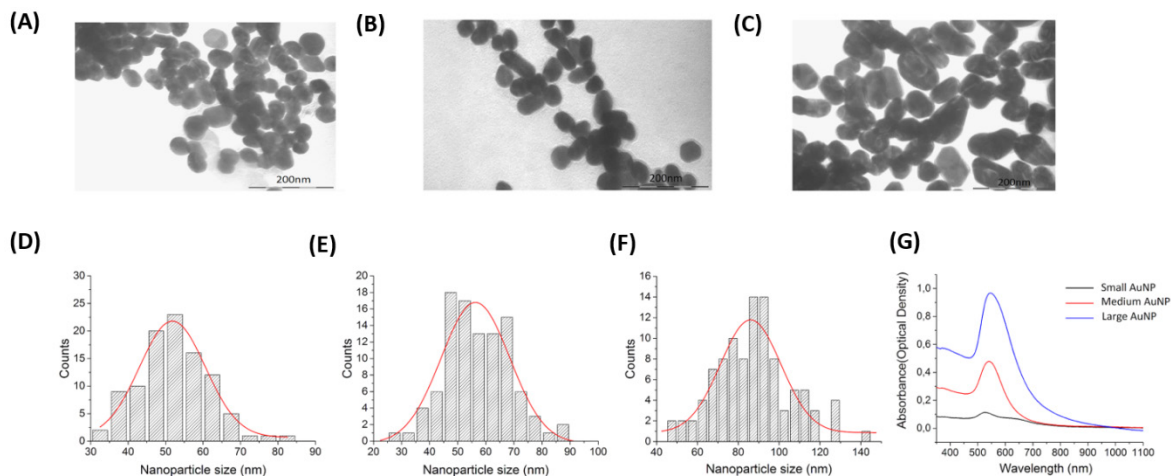 (A)
200nm
(B)
200nm
(C)
200nm
(D)
30
25
20
15
10
5
0
Counts
30 40 50 60 70 80 90
Nanoparticle size (nm)
(E)
20
18
16
14
12
10
8
6
4
2
0
Counts
20 30 40 50 60 70 80 90 100
Nanoparticle size (nm)
(F)
16
14
12
10
8
6
4
2
0
Counts
40 60 80 100 120 140
Nanoparticle size (nm)
(G)
Absorbance(Optical Density)
1,0
0,8
0,6
0,4
0,2
0,0
Small AuNP
Medium AuNP
Large AuNP
400 500 600 700 800 900 1000 1100
Wavelength (nm)